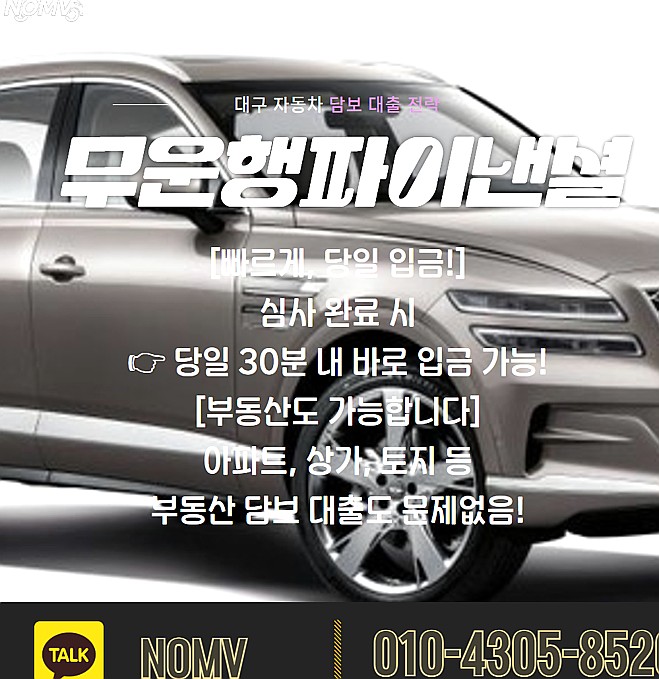 NOMV
대구 자동차 담보 대출 전략
무운행파이낸셜
[빠르게, 당일 입금!]
심사 완료 시
👉 당일 30분 내 바로 입금 가능!
[부동산도 가능합니다]
아파트, 상가, 토지 등
부동산 담보 대출도 문제없음!
TALK
NOMV
010-4305-8520